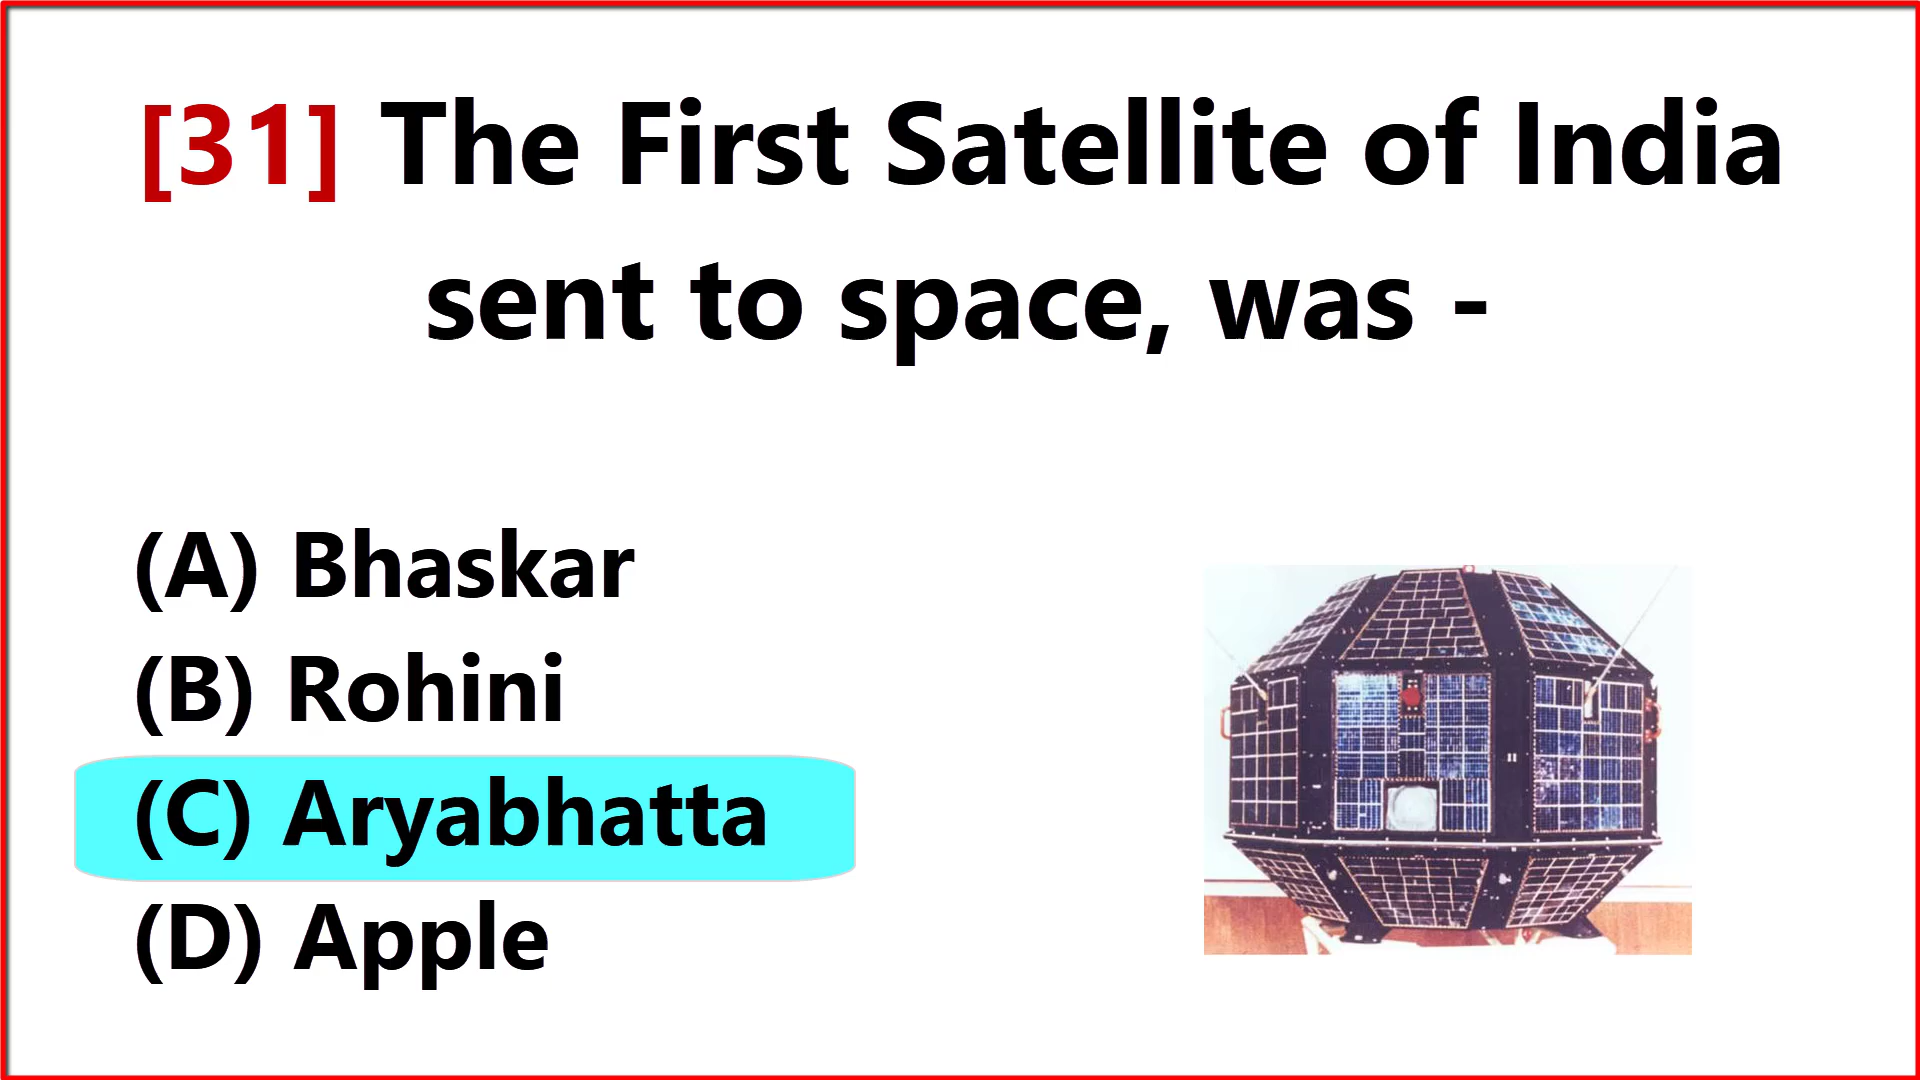 [31] The First Satellite of India
sent to space, was -
(A) Bhaskar
(B) Rohini
(C) Aryabhatta
(D) Apple